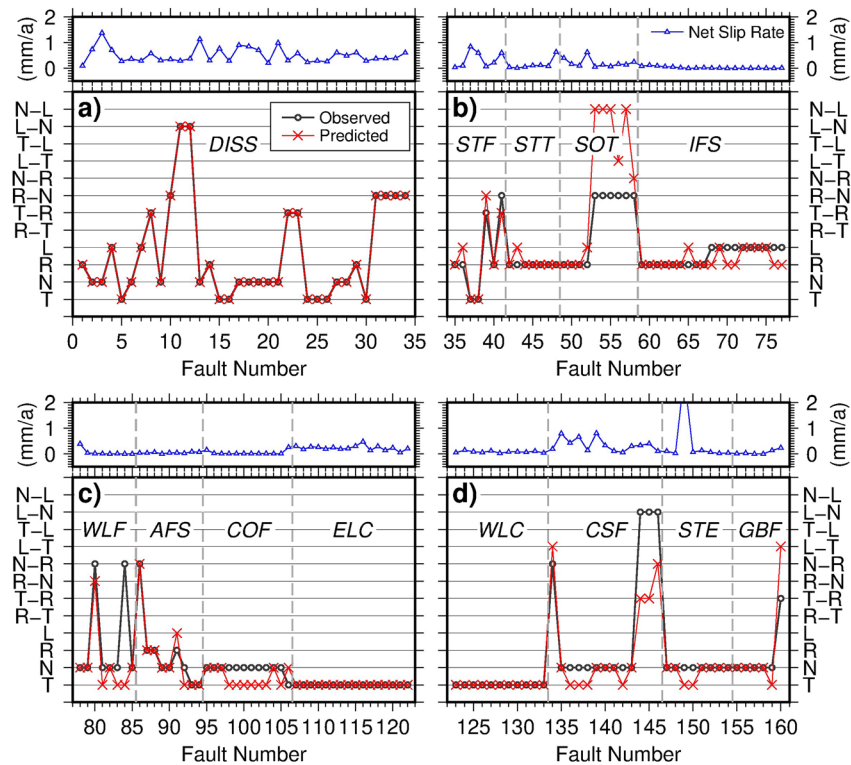 (mm/a)
2
1
0
Net Slip Rate
2
1
0
(mm/a)
a)
DISS
Observed
Predicted
N–L
L–N
T–L
L–T
N–R
R–N
T–R
R–T
L
R
N
T
b)
STF
STT
SOT
IFS
N–L
L–N
T–L
L–T
N–R
R–N
T–R
R–T
L
R
N
T
0 5 10 15 20 25 30 35
Fault Number
35 40 45 50 55 60 65 70 75
Fault Number
(mm/a)
2
1
0
2
1
0
(mm/a)
c)
WLF
AFS
COF
ELC
N–L
L–N
T–L
L–T
N–R
R–N
T–R
R–T
L
R
N
T
d)
WLC
CSF
STE
GBF
N–L
L–N
T–L
L–T
N–R
R–N
T–R
R–T
L
R
N
T
80 85 90 95 100 105 110 115 120
Fault Number
125 130 135 140 145 150 155 160
Fault Number